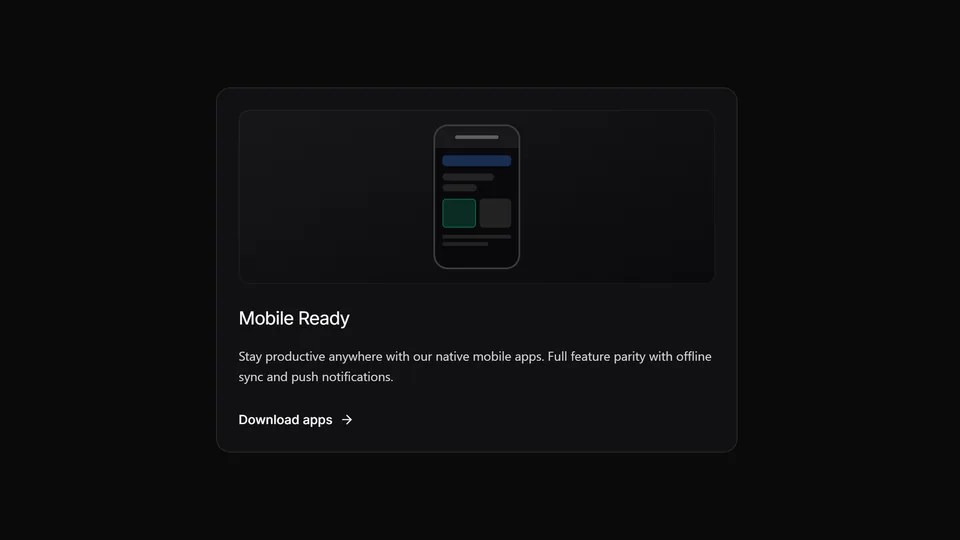 Mobile Ready
Stay productive anywhere with our native mobile apps. Full feature parity with offline
sync and push notifications.
Download apps →